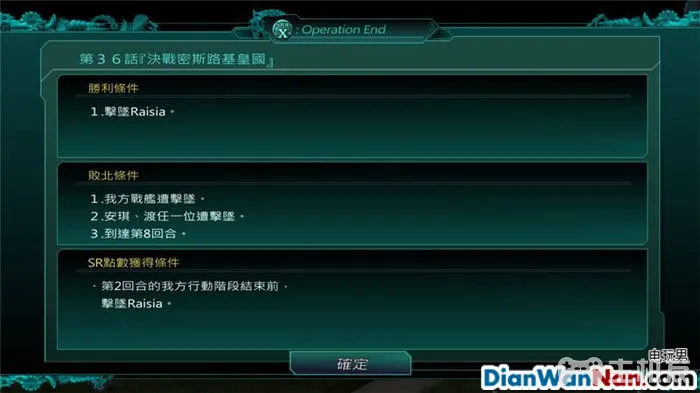 X : Operation End
第３６話『決戰密斯路基皇國』
勝利條件
１.擊墜Raisia。
敗北條件
１.我方戰艦遭擊墜。
２.安琪、渡任一位遭擊墜。
３.到達第8回合。
SR點數獲得條件
．第2回合的我方行動階段結束前，
擊墜Raisia。
確定
电玩男
DianWanNan.com